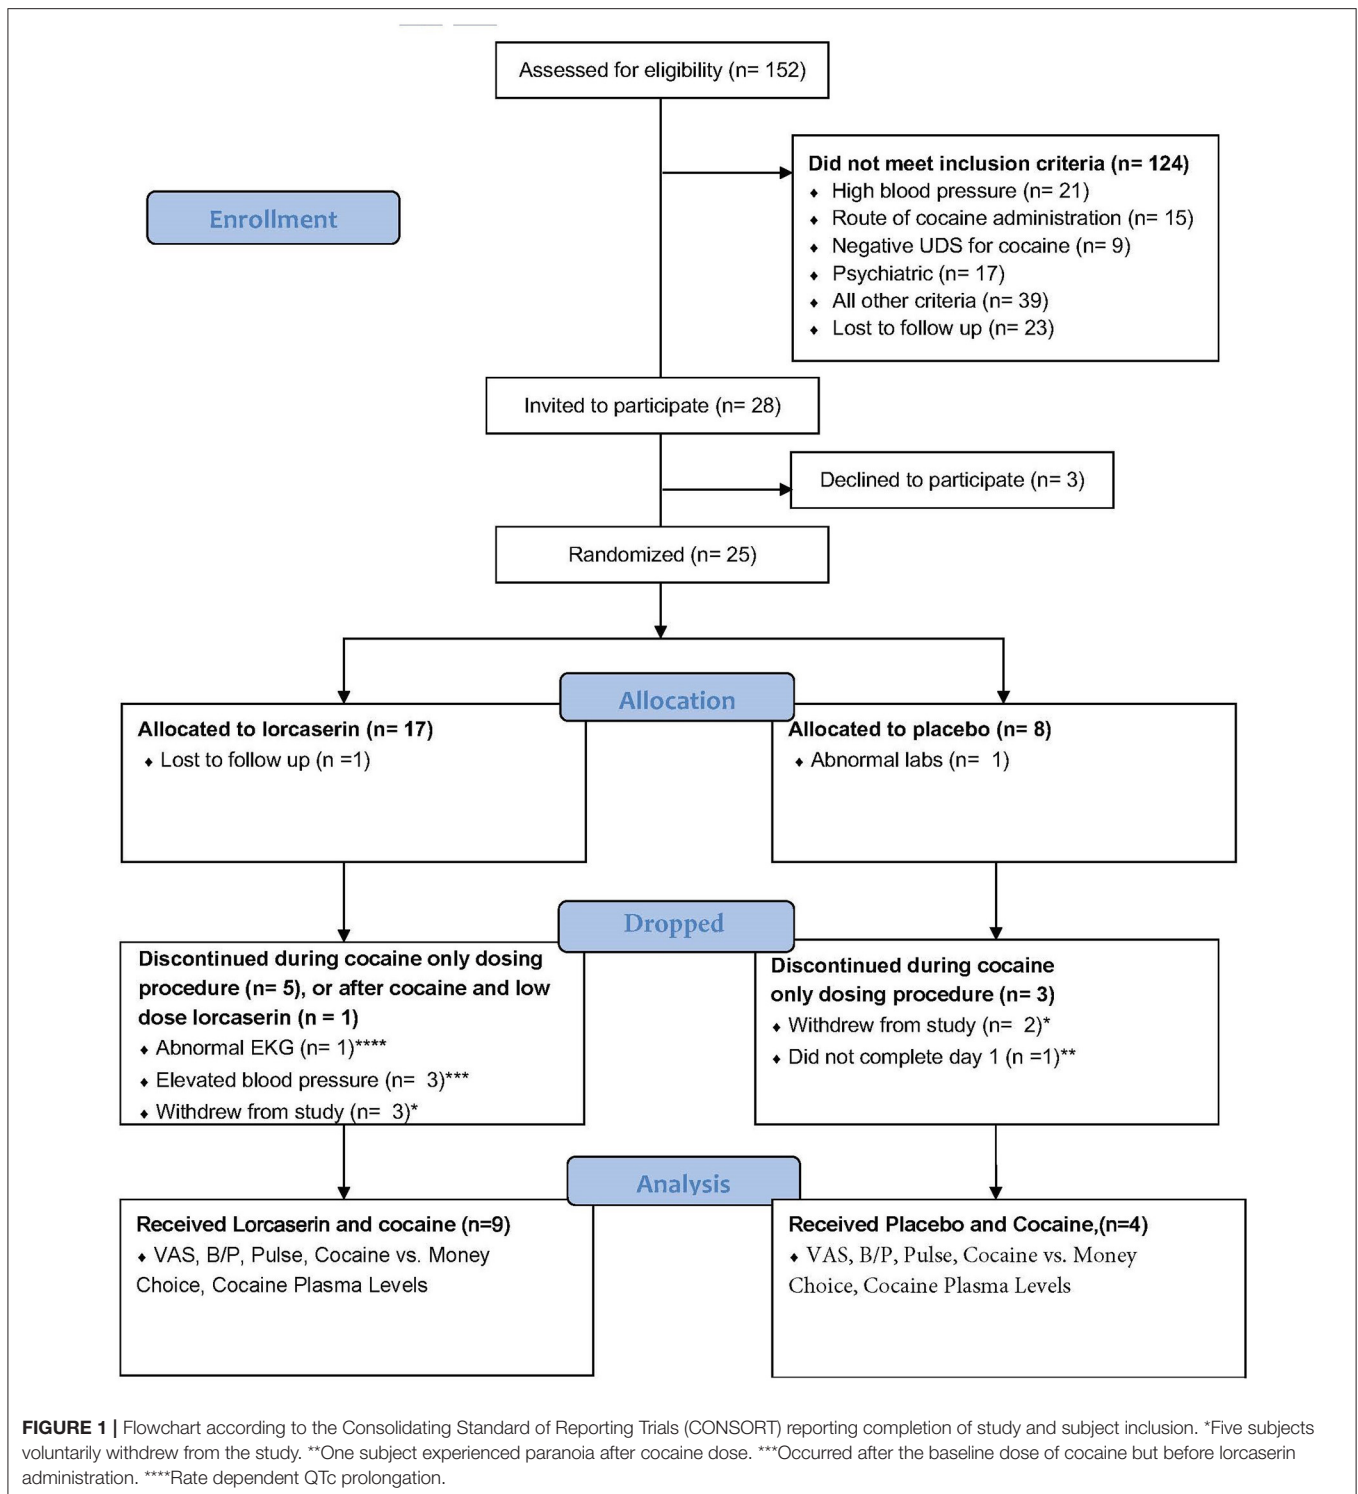 Assessed for eligibility (n= 152)
Enrollment
Did not meet inclusion criteria (n= 124)
⬧ High blood pressure (n= 21)
⬧ Route of cocaine administration (n= 15)
⬧ Negative UDS for cocaine (n= 9)
⬧ Psychiatric (n= 17)
⬧ All other criteria (n= 39)
⬧ Lost to follow up (n= 23)
Invited to participate (n= 28)
Declined to participate (n= 3)
Randomized (n= 25)
Allocation
Allocated to lorcaserin (n= 17)
⬧ Lost to follow up (n =1)
Allocated to placebo (n= 8)
⬧ Abnormal labs (n= 1)
Dropped
Discontinued during cocaine only dosing
procedure (n= 5), or after cocaine and low
dose lorcaserin (n = 1)
⬧ Abnormal EKG (n= 1)****
⬧ Elevated blood pressure (n= 3)***
⬧ Withdrew from study (n= 3)*
Discontinued during cocaine
only dosing procedure (n= 3)
⬧ Withdrew from study (n= 2)*
⬧ Did not complete day 1 (n =1)**
Analysis
Received Lorcaserin and cocaine (n=9)
⬧ VAS, B/P, Pulse, Cocaine vs. Money
Choice, Cocaine Plasma Levels
Received Placebo and Cocaine,(n=4)
⬧ VAS, B/P, Pulse, Cocaine vs. Money
Choice, Cocaine Plasma Levels
FIGURE 1 | Flowchart according to the Consolidating Standard of Reporting Trials (CONSORT) reporting completion of study and subject inclusion. *Five subjects
voluntarily withdrew from the study. **One subject experienced paranoia after cocaine dose. ***Occurred after the baseline dose of cocaine but before lorcaserin
administration. ****Rate dependent QTc prolongation.